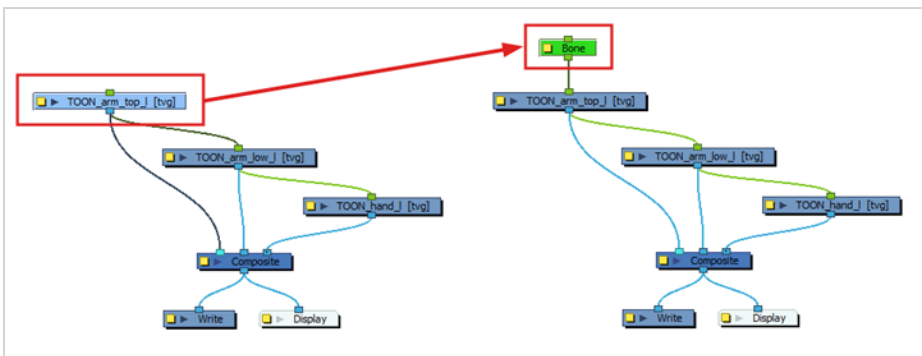 TOON_arm_top_l [tvg]
TOON_arm_low_l [tvg]
TOON_hand_l [tvg]
Composite
Write
Display
Bone
TOON_arm_top_l [tvg]
TOON_arm_low_l [tvg]
TOON_hand_l [tvg]
Composite
Write
Display